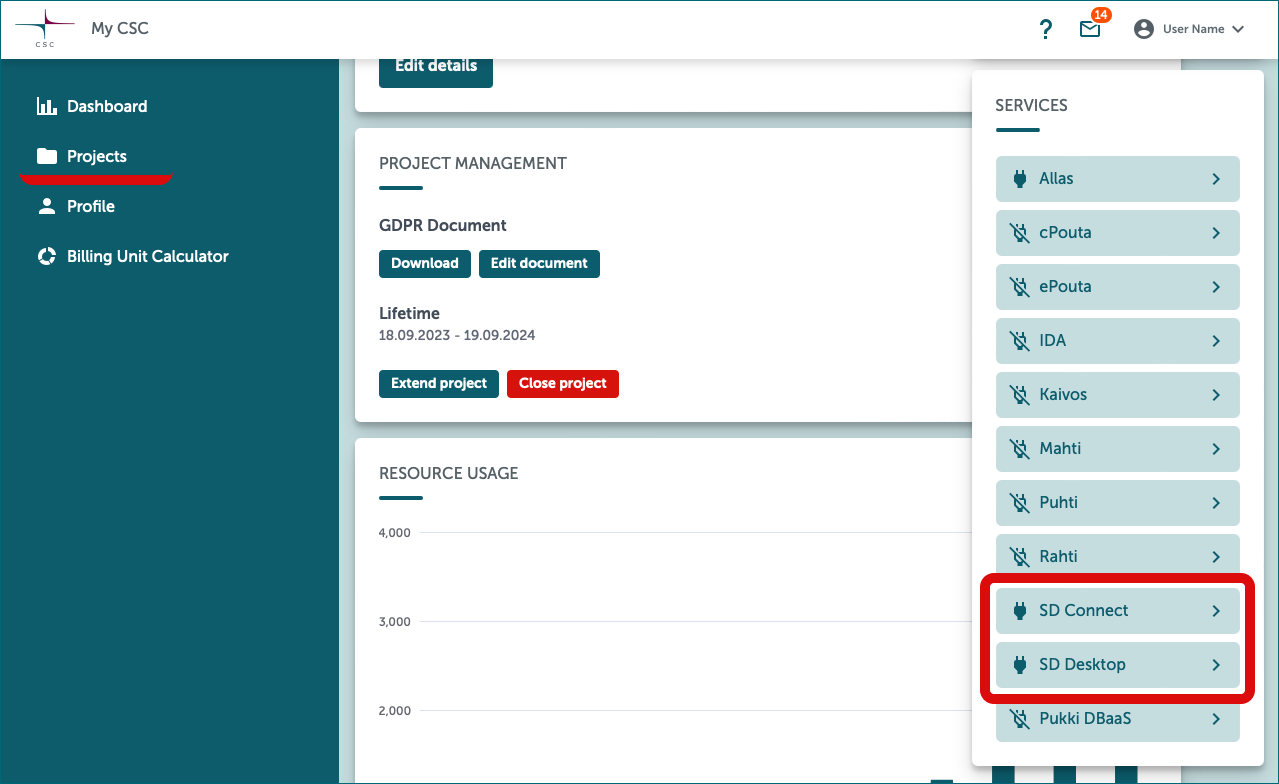 CSC
My CSC
?
14
User Name
Dashboard
Projects
Profile
Billing Unit Calculator
Edit details
PROJECT MANAGEMENT
GDPR Document
Download
Edit document
Lifetime
18.09.2023 - 19.09.2024
Extend project
Close project
RESOURCE USAGE
4,000
3,000
2,000
SERVICES
Allas
cPouta
ePouta
IDA
Kaivos
Mahti
Puhti
Rahti
SD Connect
SD Desktop
Pukki DBaaS